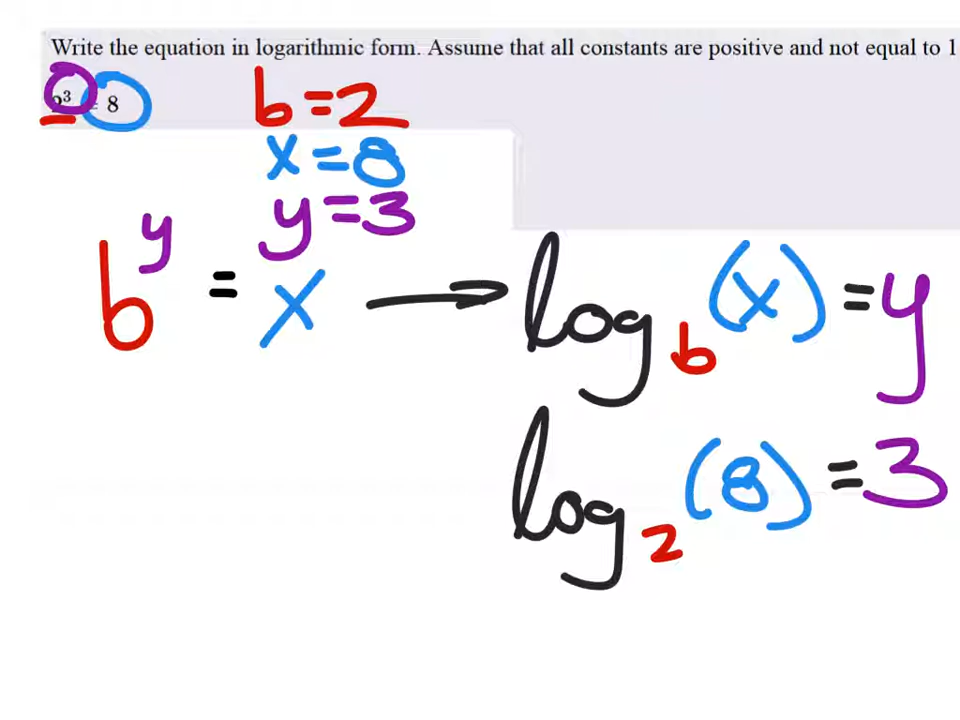 Write the equation in logarithmic form. Assume that all constants are positive and not equal to 1
2³ = 8
b = 2
x = 8
y = 3
b^y = x → log_b (x) = y
log_2 (8) = 3